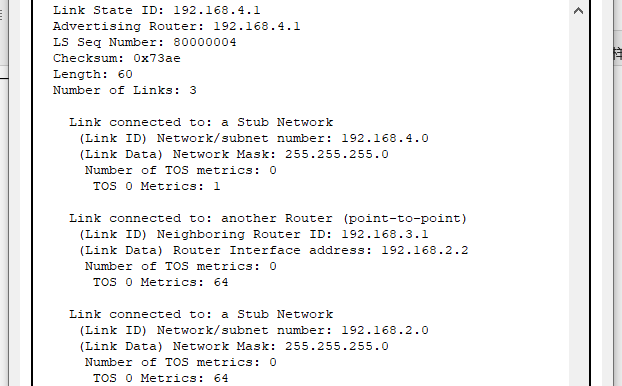 Link State ID: 192.168.4.1
Advertising Router: 192.168.4.1
LS Seq Number: 80000004
Checksum: 0x73ae
Length: 60
Number of Links: 3
Link connected to: a Stub Network
(Link ID) Network/subnet number: 192.168.4.0
(Link Data) Network Mask: 255.255.255.0
Number of TOS metrics: 0
TOS 0 Metrics: 1
Link connected to: another Router (point-to-point)
(Link ID) Neighboring Router ID: 192.168.3.1
(Link Data) Router Interface address: 192.168.2.2
Number of TOS metrics: 0
TOS 0 Metrics: 64
Link connected to: a Stub Network
(Link ID) Network/subnet number: 192.168.2.0
(Link Data) Network Mask: 255.255.255.0
Number of TOS metrics: 0
TOS 0 Metrics: 64